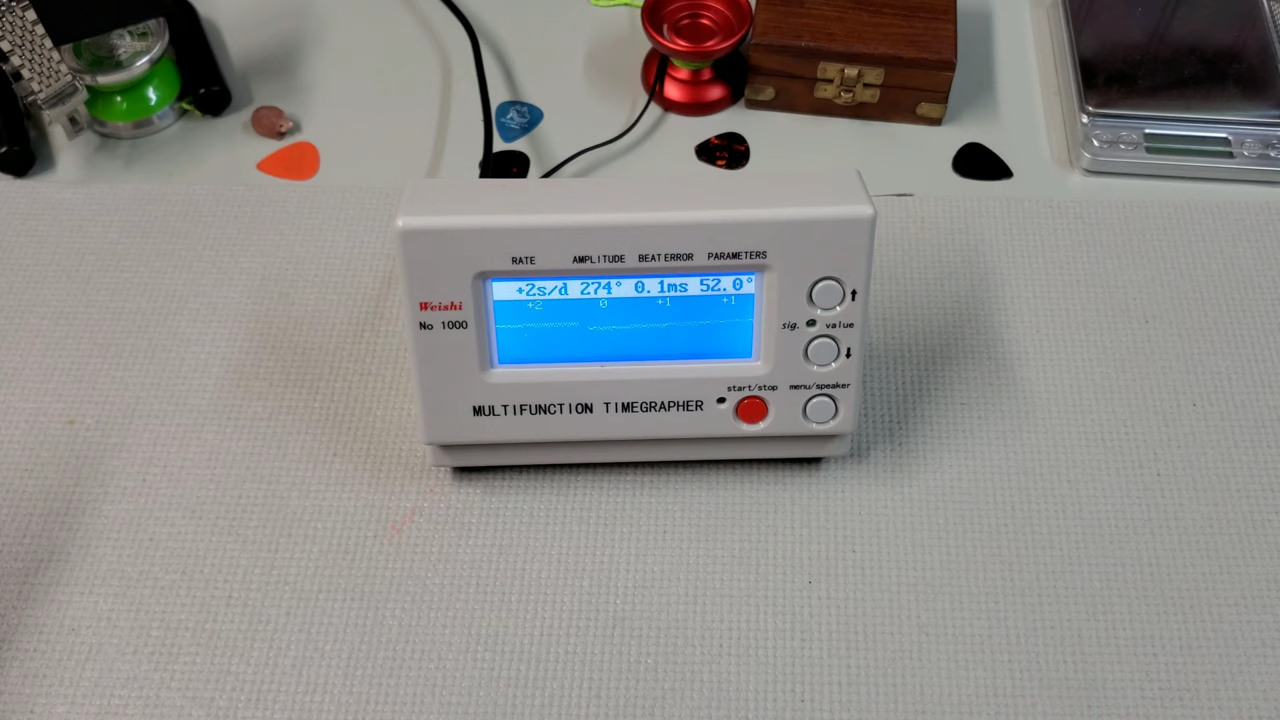 RATE AMPLITUDE BEAT ERROR PARAMETERS
+2s/d 274° 0.1ms 52.0°
+2 0 +1 +1
Weishi
No 1000
sig. value
start/stop menu/speaker
MULTIFUNCTION TIMEGRAPHER